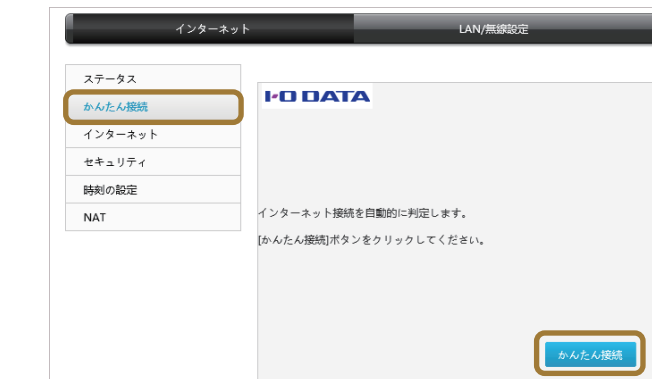 インターネット
LAN/無線設定
ステータス
かんたん接続
インターネット
セキュリティ
時刻の設定
NAT
I-O DATA
インターネット接続を自動的に判定します。
[かんたん接続]ボタンをクリックしてください。
かんたん接続